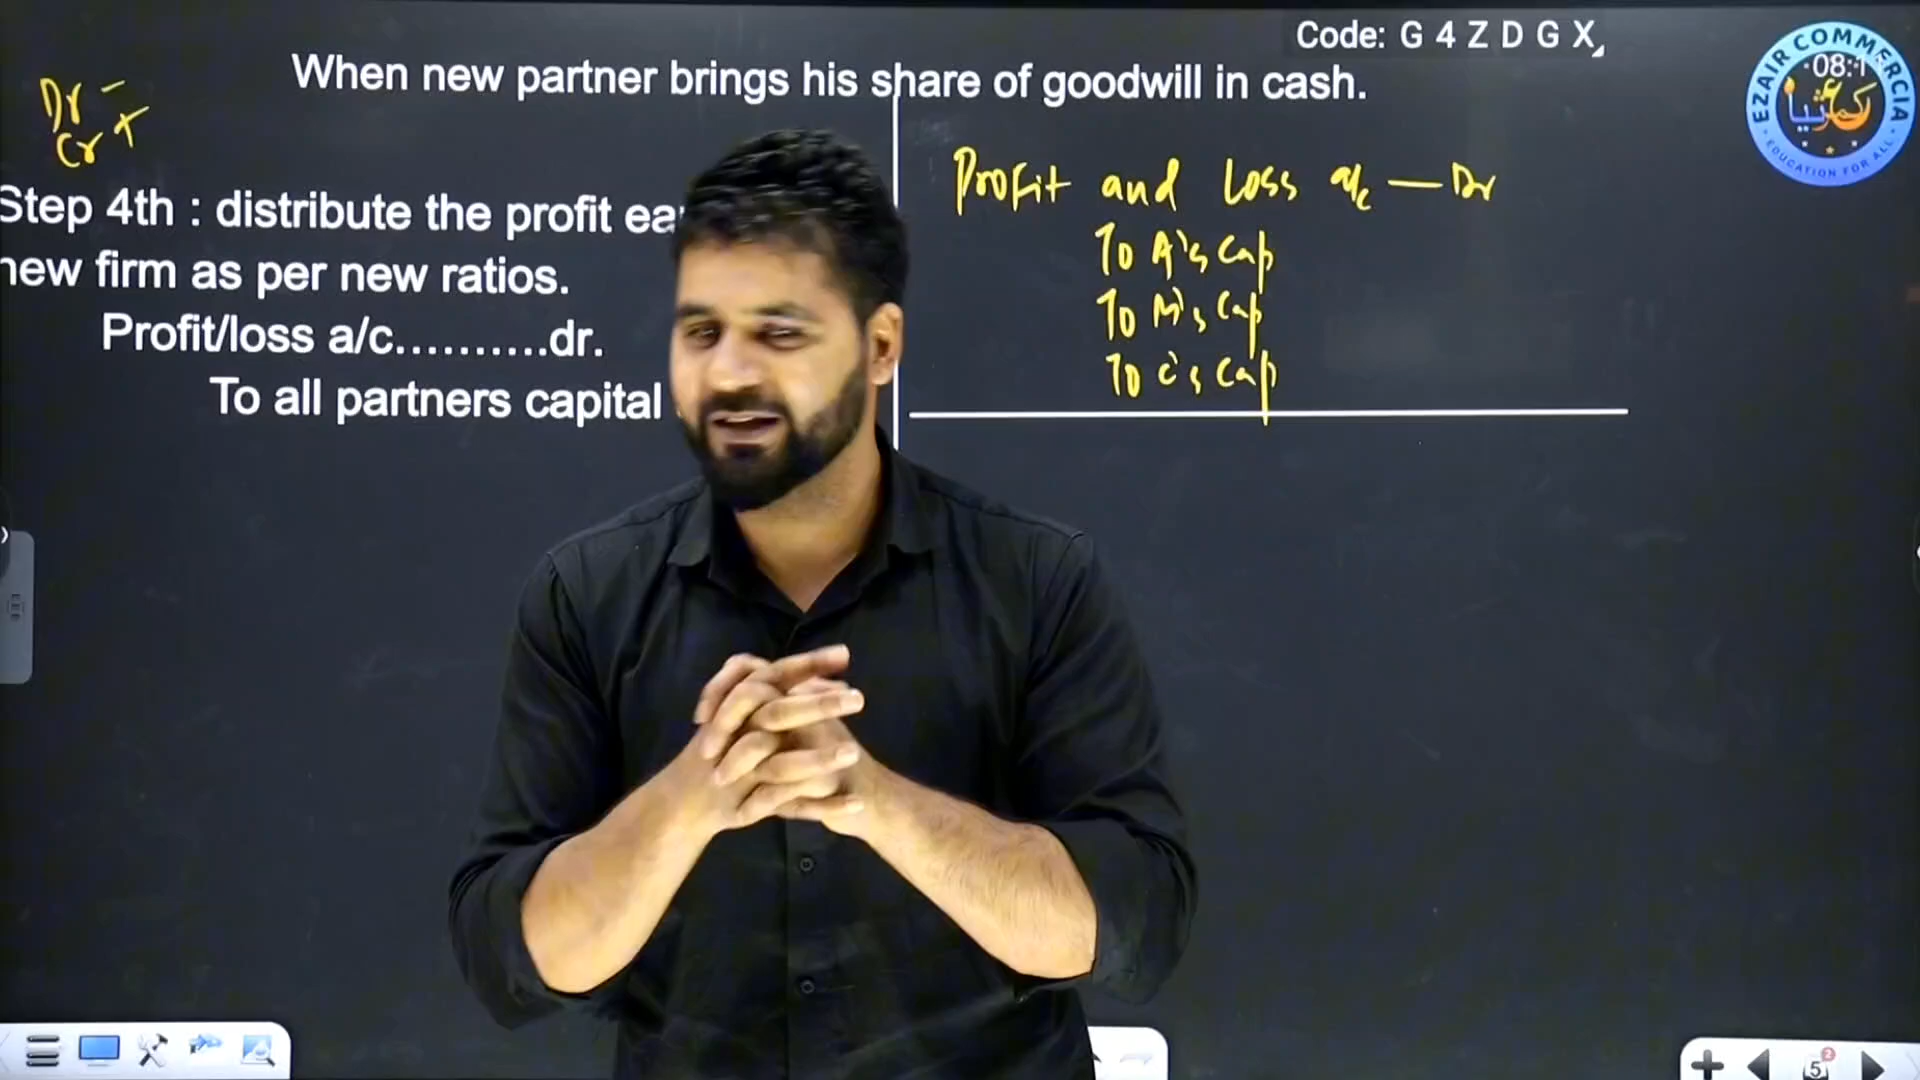 Code: G 4 Z D G X
When new partner brings his share of goodwill in cash.
Dr -
Cr +
Step 4th : distribute the profit
new firm as per new ratios.
Profit/loss a/c..........dr.
To all partners capital
Profit and Loss a/c — Dr
To A's Cap
To M's Cap
To C's Cap
EZAIR COMMERCIA
EDUCATION FOR ALL
08:1
5
2